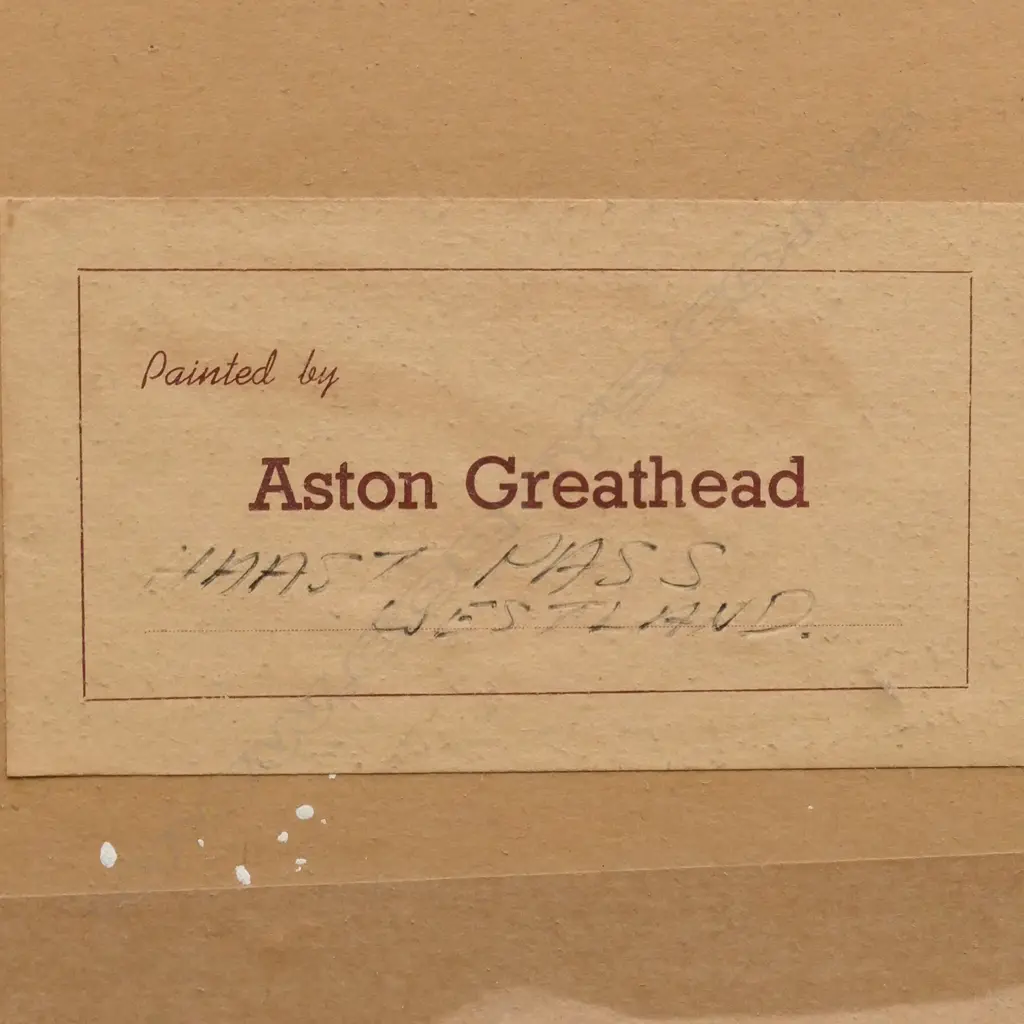 Painted by
Aston Greathead
HAAST PASS
WESTLAND.